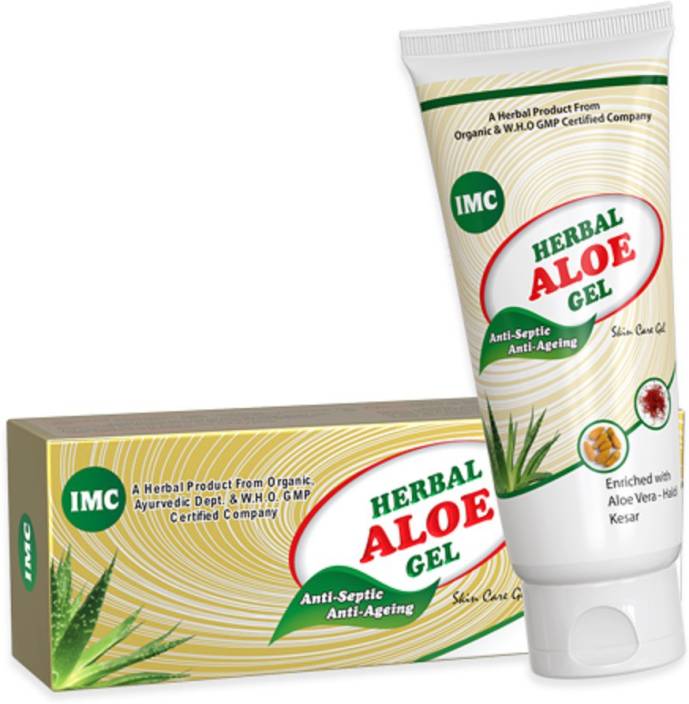 A Herbal Product From
Organic & W.H.O GMP Certified Company
IMC
HERBAL
ALOE
GEL
Anti-Septic
Anti-Ageing
Skin Care Gel
Enriched with
Aloe Vera - Haldi
Kesar
IMC
IMC
A Herbal Product From Organic,
Ayurvedic Dept. & W.H.O. GMP
Certified Company
HERBAL
ALOE
GEL
Anti-Septic
Anti-Ageing
Skin Care